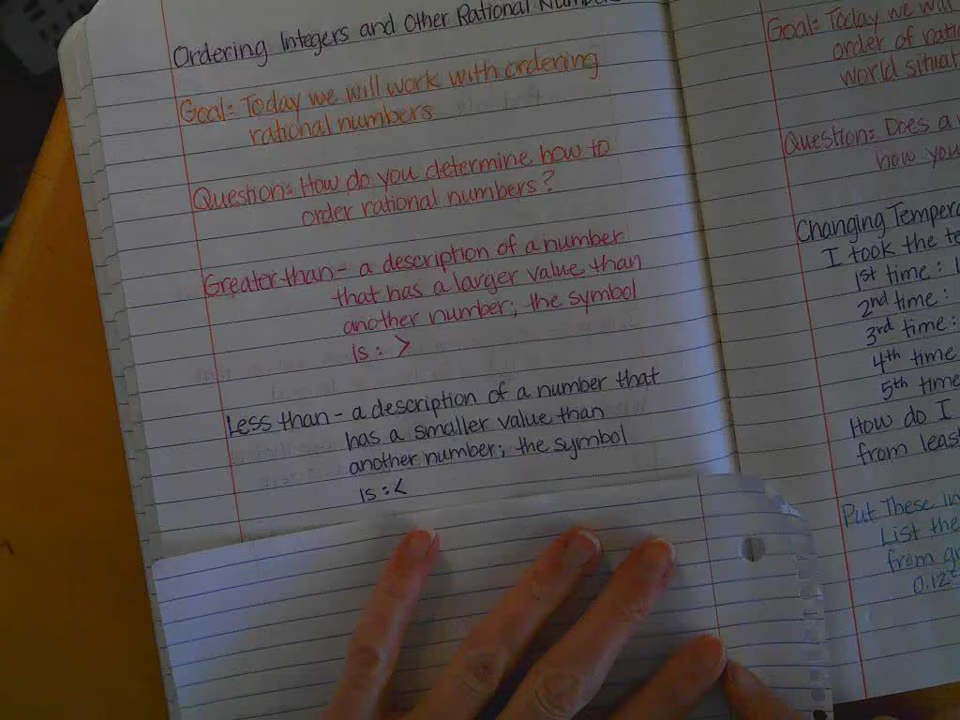 Ordering Integers and Other Rational
Goal: Today we will work with ordering
rational numbers
Question: How do you determine how to
order rational numbers?
Greater than - a description of a number
that has a larger value than
another number; the symbol
is: >
Less than - a description of a number that
has a smaller value than
another number; the symbol
is: <
Goal: Today we will
order of
world
Question: Does a
how you
Changing
I took the
1st time:
2nd time:
3rd time:
4th time
5th time
How do I
from
Put These in
List the
from